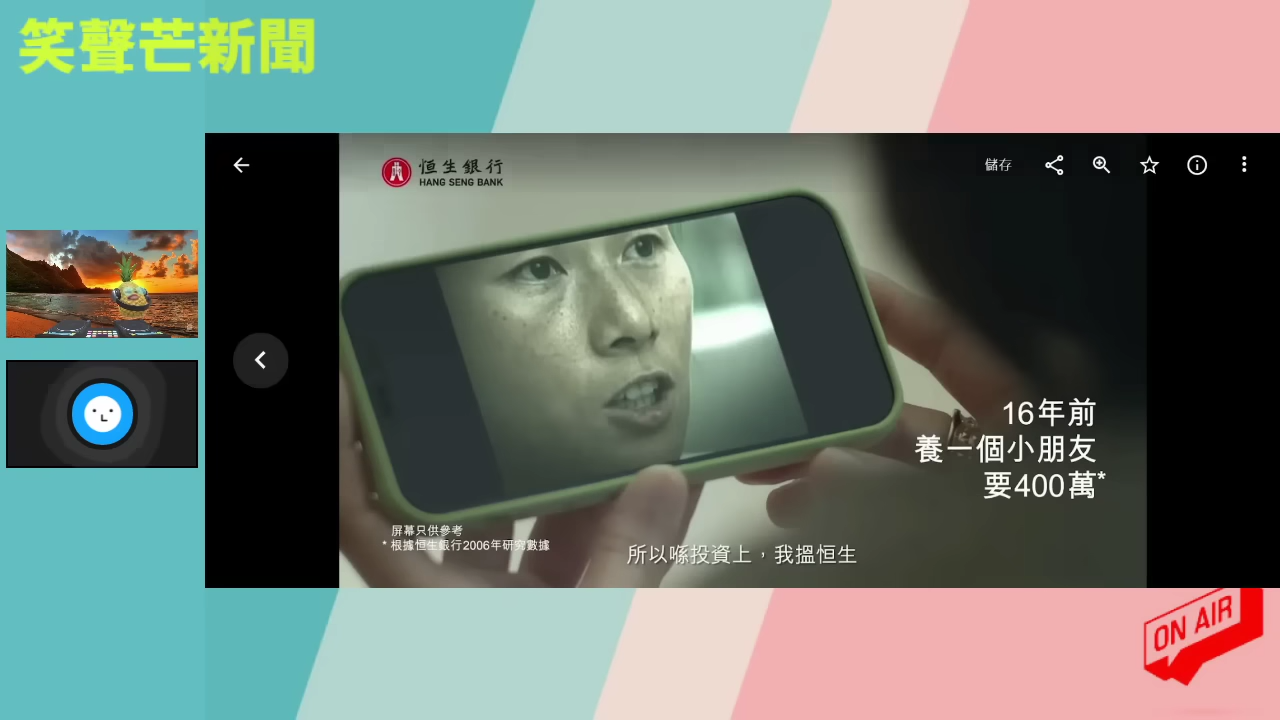 笑聲芒新聞
恒生銀行
HANG SENG BANK
儲存
16年前
養一個小朋友
要400萬*
屏幕只供參考
* 根據恒生銀行2006年研究數據
所以喺投資上，我搵恒生
ON AIR